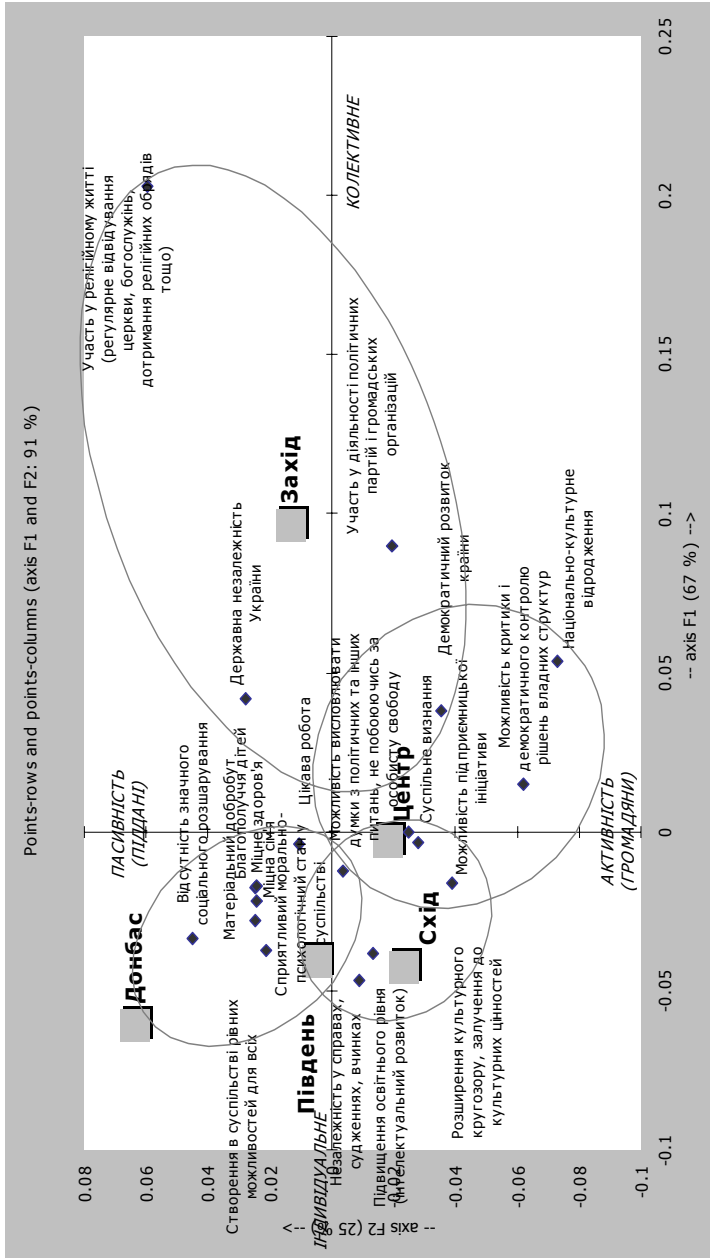 Points-rows and points-columns (axis F1 and F2: 91 %)
ПАСИВНІСТЬ
(ПІДДАНІ)
Участь у релігійному житті
(регулярне відвідування
церкви, богослужінь,
дотримання релігійних обрядів
тощо)
КОЛЕКТИВНЕ
Донбас
Відсутність значного
соціального розшарування
Державна незалежність
України
Захід
Матеріальний добробут
Благополуччя дітей
Міцне здоров'я
Міцна сім'я
Цікава робота
Сприятливий морально-
психологічний стан у
суспільстві
Створення в суспільстві рівних
можливостей для всіх
Південь
ІНДИВІДУАЛЬНЕ
Незалежність у справах,
судженнях, вчинках
Можливість висловлювати
думки з політичних та інших
питань, не побоюючись за
особисту свободу
Участь у діяльності політичних
партій і громадських
організацій
Центр
Суспільне визнання
Демократичний розвиток
країни
Підвищення освітнього рівня
(інтелектуальний розвиток)
Схід
Можливість підприємницької
ініціативи
Можливість критики і
демократичного контролю
рішень владних структур
Розширення культурного
кругозору, залучення до
культурних цінностей
Національно-культурне
відродження
АКТИВНІСТЬ
(ГРОМАДЯНИ)
0.08
0.06
0.04
0.02
0
-0.02
-0.04
-0.06
-0.08
-0.1
-- axis F2 (25 %) -->
-0.1
-0.05
0
0.05
0.1
0.15
0.2
0.25
-- axis F1 (67 %) -->